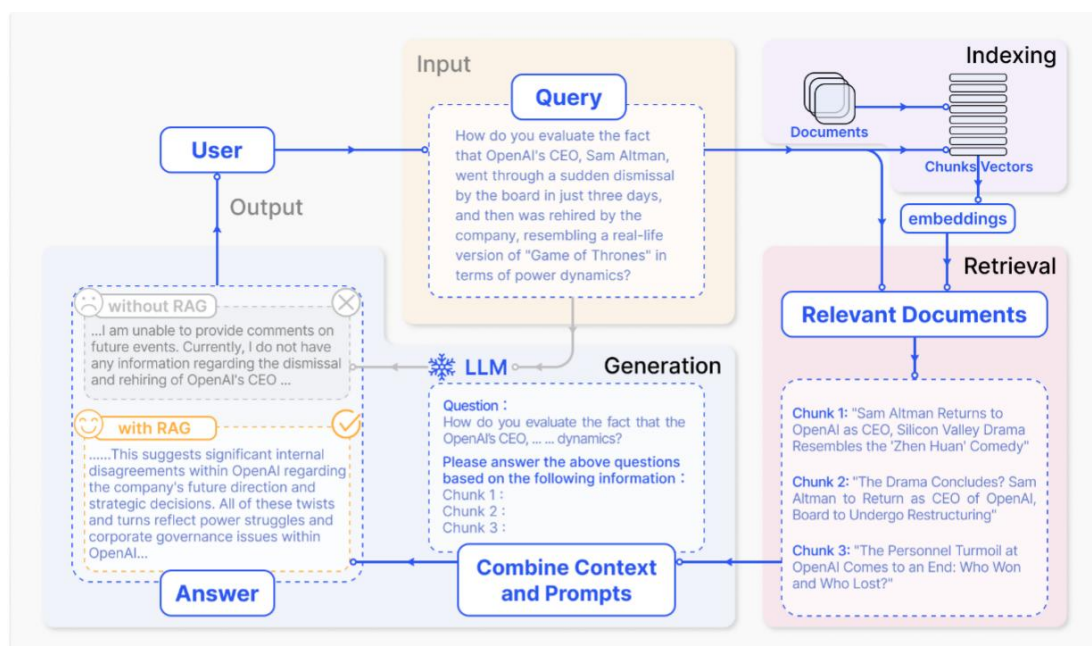 Input
Query
How do you evaluate the fact
that OpenAI's CEO, Sam Altman,
went through a sudden dismissal
by the board in just three days,
and then was rehired by the
company, resembling a real-life
version of "Game of Thrones" in
terms of power dynamics?
Indexing
Documents
Chunks Vectors
embeddings
User
Output
Retrieval
Relevant Documents
Chunk 1: "Sam Altman Returns to
OpenAI as CEO, Silicon Valley Drama
Resembles the 'Zhen Huan' Comedy"
Chunk 2: "The Drama Concludes? Sam
Altman to Return as CEO of OpenAI,
Board to Undergo Restructuring"
Chunk 3: "The Personnel Turmoil at
OpenAI Comes to an End: Who Won
and Who Lost?"
without RAG
...I am unable to provide comments on
future events. Currently, I do not have
any information regarding the dismissal
and rehiring of OpenAI's CEO ...
with RAG
......This suggests significant internal
disagreements within OpenAI regarding
the company's future direction and
strategic decisions. All of these twists
and turns reflect power struggles and
corporate governance issues within
OpenAI...
Answer
LLM
Generation
Question :
How do you evaluate the fact that the
OpenAI's CEO, ... ... dynamics?
Please answer the above questions
based on the following information :
Chunk 1 :
Chunk 2 :
Chunk 3 :
Combine Context
and Prompts